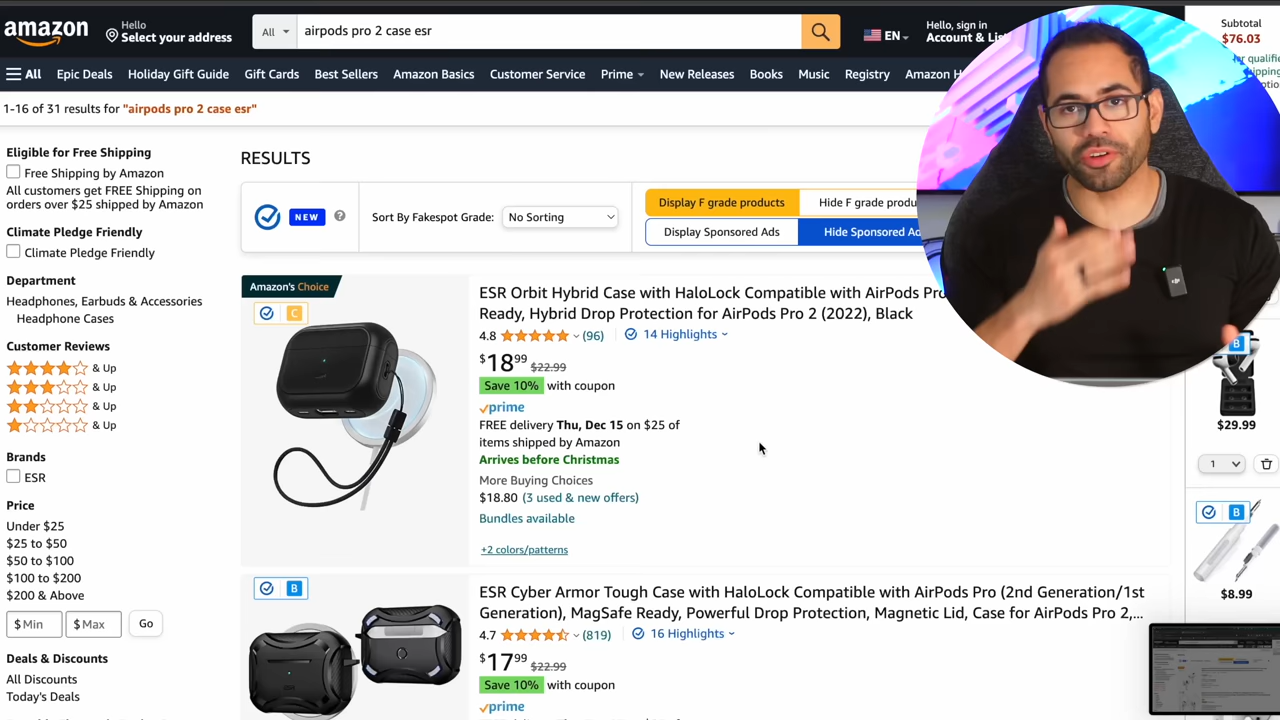 amazon
Hello
Select your address
All
airpods pro 2 case esr
EN
Hello, sign in
Account &
Subtotal
$76.03
All
Epic Deals
Holiday Gift Guide
Gift Cards
Best Sellers
Amazon Basics
Customer Service
Prime
New Releases
Books
Music
Registry
Amazon
1-16 of 31 results for "airpods pro 2 case esr"
Eligible for Free Shipping
Free Shipping by Amazon
All customers get FREE Shipping on
orders over $25 shipped by Amazon
Climate Pledge Friendly
Climate Pledge Friendly
Department
Headphones, Earbuds & Accessories
Headphone Cases
Customer Reviews
& Up
& Up
& Up
& Up
Brands
ESR
Price
Under $25
$25 to $50
$50 to $100
$100 to $200
$200 & Above
$ Min
$ Max
Go
Deals & Discounts
All Discounts
Today's Deals
RESULTS
NEW
?
Sort By Fakespot Grade:
No Sorting
Display F grade products
Hide F grade
Display Sponsored Ads
Hide Sponsored
Amazon's Choice
C
ESR Orbit Hybrid Case with HaloLock Compatible with AirPods
Ready, Hybrid Drop Protection for AirPods Pro 2 (2022), Black
4.8 (96) 14 Highlights
$18.99 $22.99
Save 10% with coupon
prime
FREE delivery Thu, Dec 15 on $25 of
items shipped by Amazon
Arrives before Christmas
More Buying Choices
$18.80 (3 used & new offers)
Bundles available
+2 colors/patterns
B
ESR Cyber Armor Tough Case with HaloLock Compatible with AirPods Pro (2nd Generation/1st
Generation), MagSafe Ready, Powerful Drop Protection, Magnetic Lid, Case for AirPods Pro 2,...
4.7 (819) 16 Highlights
$17.99 $22.99
10% with coupon
prime
B
$29.99
1
B
$8.99